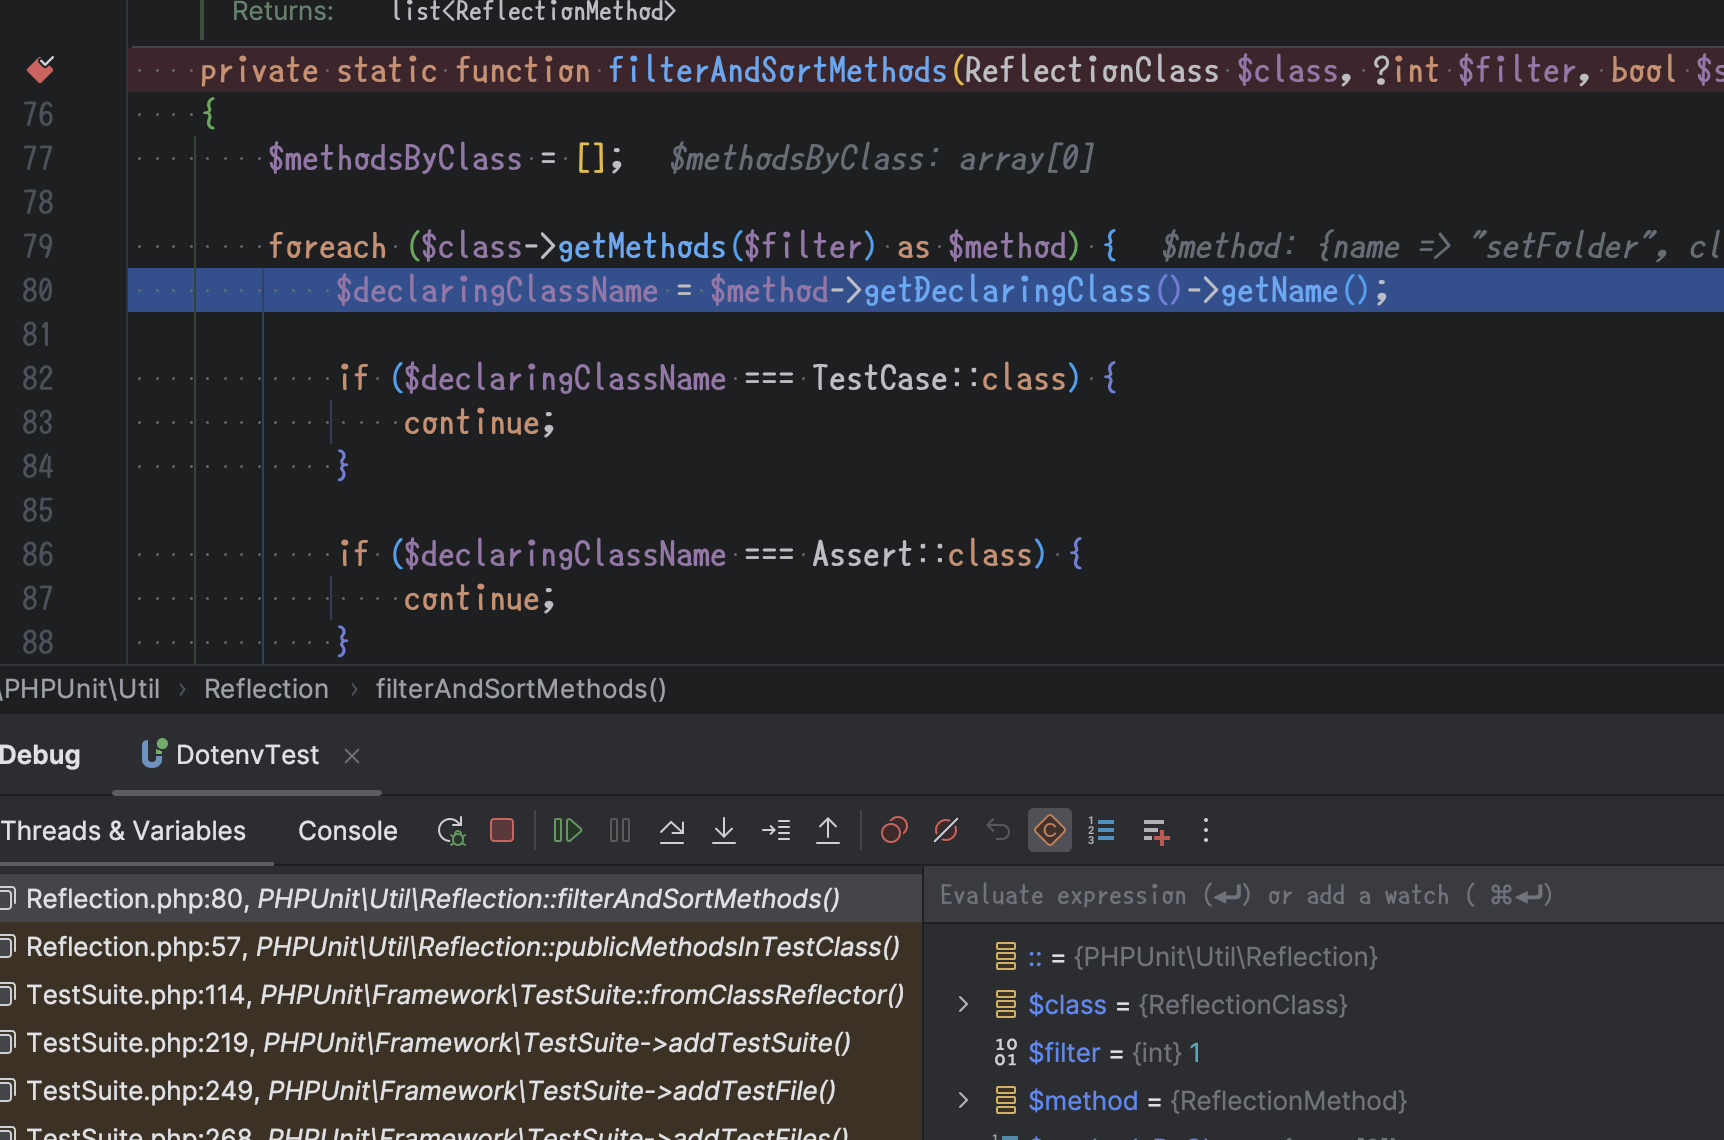 Returns: list<ReflectionMethod>
private static function filterAndSortMethods(ReflectionClass $class, ?int $filter, bool $s
76 {
77 $methodsByClass = []; $methodsByClass: array[0]
78
79 foreach ($class->getMethods($filter) as $method) { $method: {name => "setFolder", cl
80 $declaringClassName = $method->getDeclaringClass()->getName();
81
82 if ($declaringClassName === TestCase::class) {
83 continue;
84 }
85
86 if ($declaringClassName === Assert::class) {
87 continue;
88 }
\PHPUnit\Util › Reflection › filterAndSortMethods()
Debug DotenvTest ×
Threads & Variables Console
Reflection.php:80, PHPUnit\Util\Reflection::filterAndSortMethods()
Reflection.php:57, PHPUnit\Util\Reflection::publicMethodsInTestClass()
TestSuite.php:114, PHPUnit\Framework\TestSuite::fromClassReflector()
TestSuite.php:219, PHPUnit\Framework\TestSuite->addTestSuite()
TestSuite.php:249, PHPUnit\Framework\TestSuite->addTestFile()
TestSuite.php:268, PHPUnit\Framework\TestSuite->addTestFiles()
Evaluate expression (↵) or add a watch ( ⌘↵)
:: = {PHPUnit\Util\Reflection}
$class = {ReflectionClass}
$filter = {int} 1
$method = {ReflectionMethod}